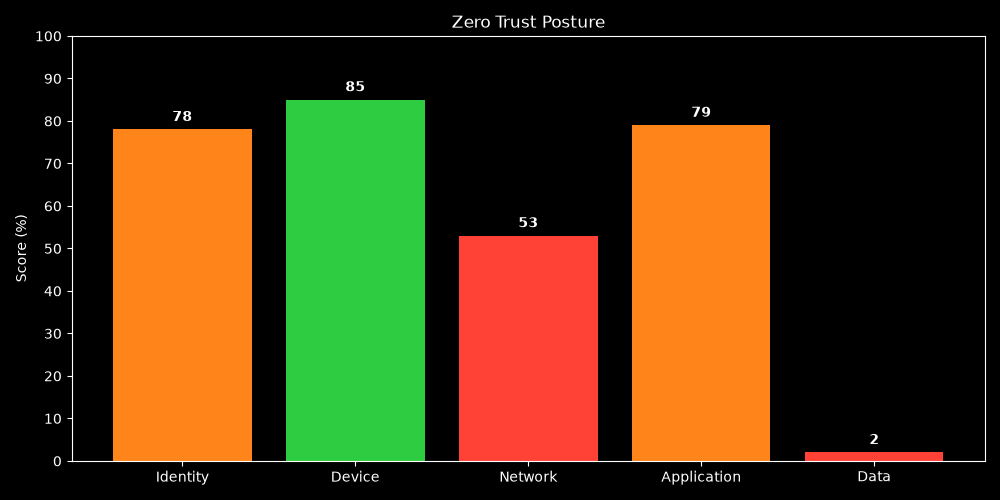 Zero Trust Posture
Score (%)
100
90
80
70
60
50
40
30
20
10
0
78
85
53
79
2
Identity
Device
Network
Application
Data